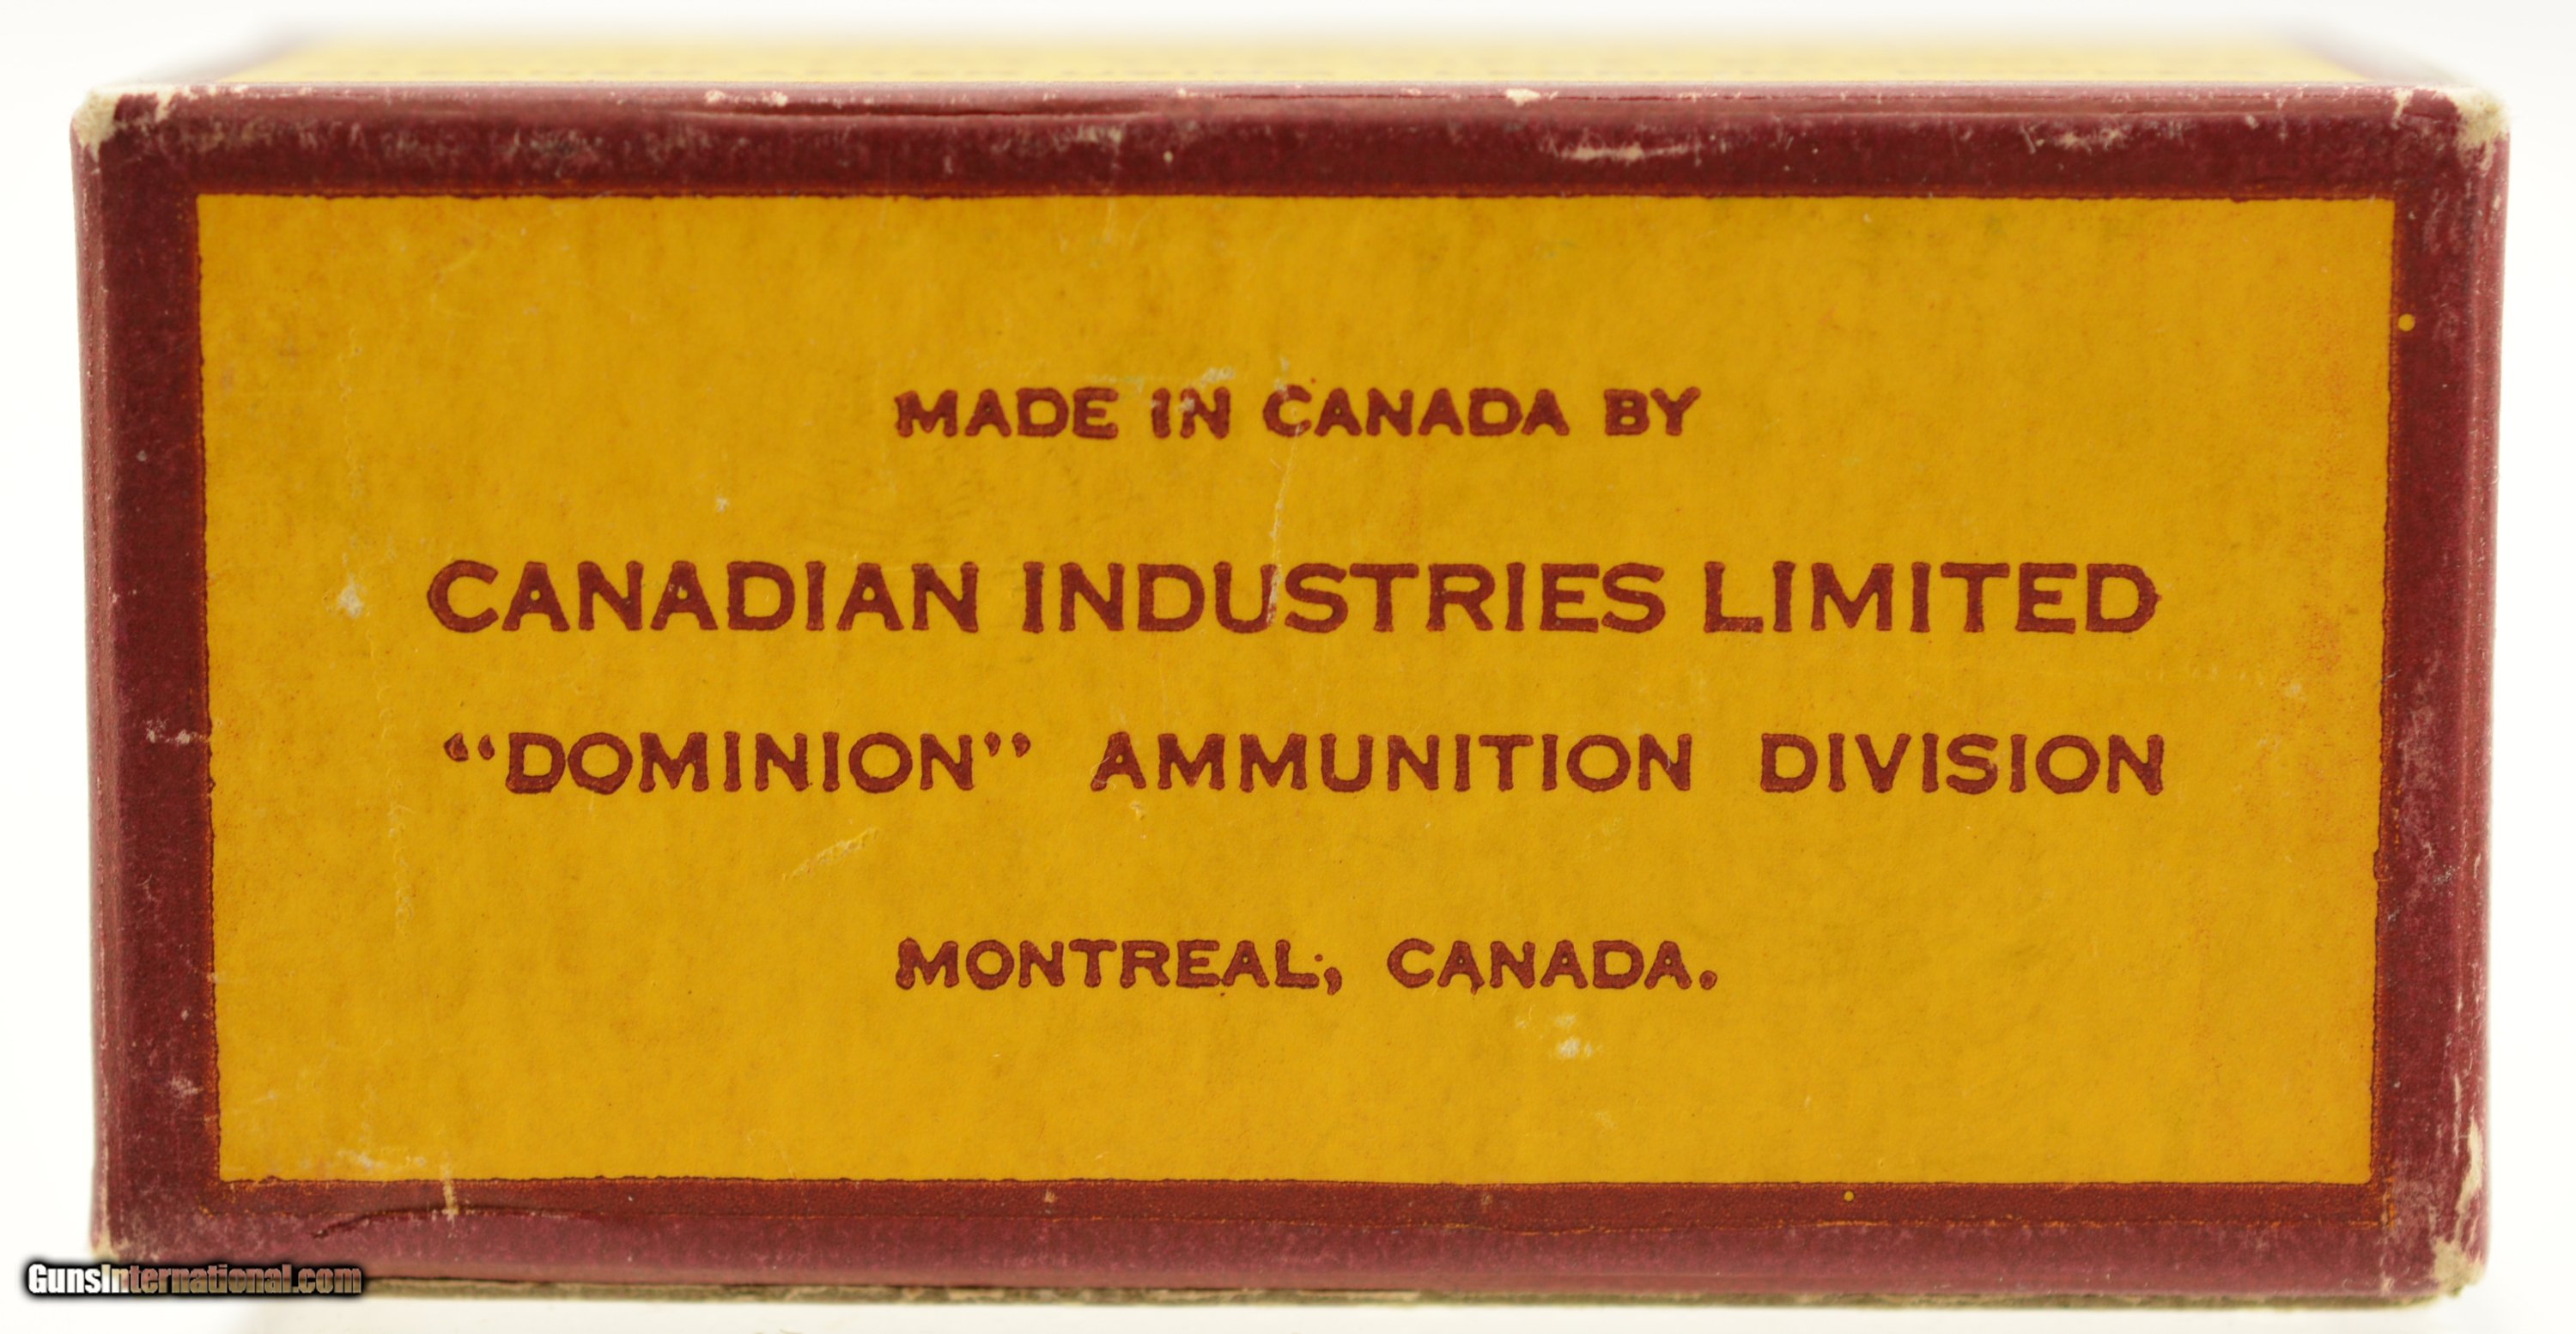 MADE IN CANADA BY
CANADIAN INDUSTRIES LIMITED
“DOMINION” AMMUNITION DIVISION
MONTREAL, CANADA.
GunsInternational.com